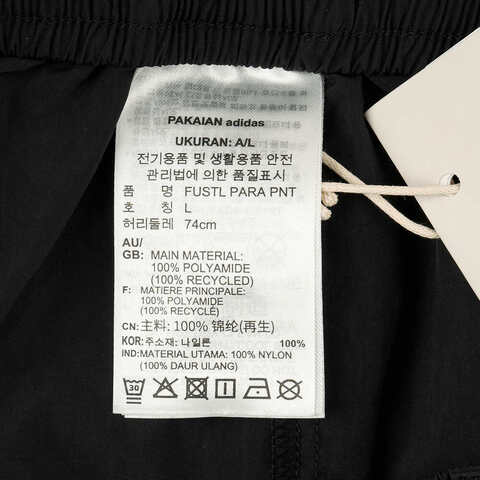 PAKAIAN adidas
UKURAN: A/L
전기용품 및 생활용품 안전
관리법에 의한 품질표시
품 명 FUSTL PARA PNT
호 칭 L
허리둘레 74cm
AU/
GB: MAIN MATERIAL:
100% POLYAMIDE
(100% RECYCLED)
F: MATIERE PRINCIPALE:
100% POLYAMIDE
(100% RECYCLÉ)
CN: 主料: 100% 锦纶(再生)
KOR: 주소재: 나일론 100%
IND: MATERIAL UTAMA: 100% NYLON
(100% DAUR ULANG)
30